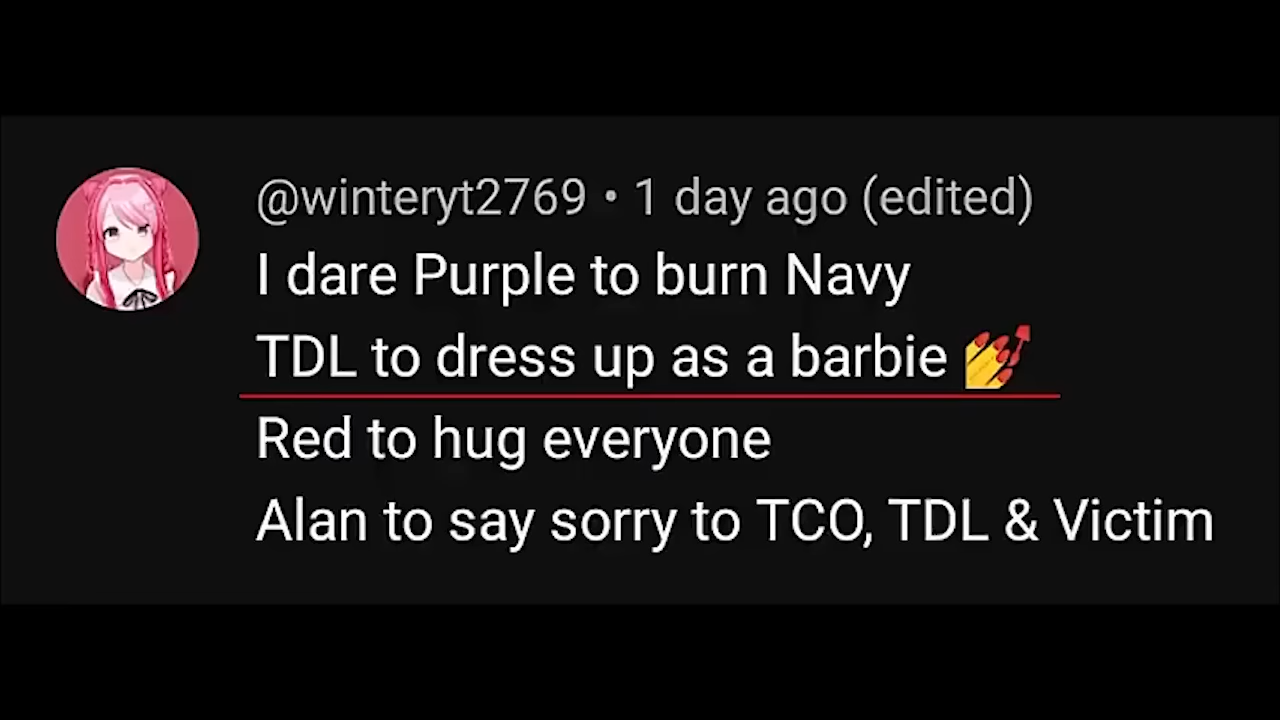 @winteryt2769 • 1 day ago (edited)
I dare Purple to burn Navy
TDL to dress up as a barbie 💅
Red to hug everyone
Alan to say sorry to TCO, TDL & Victim